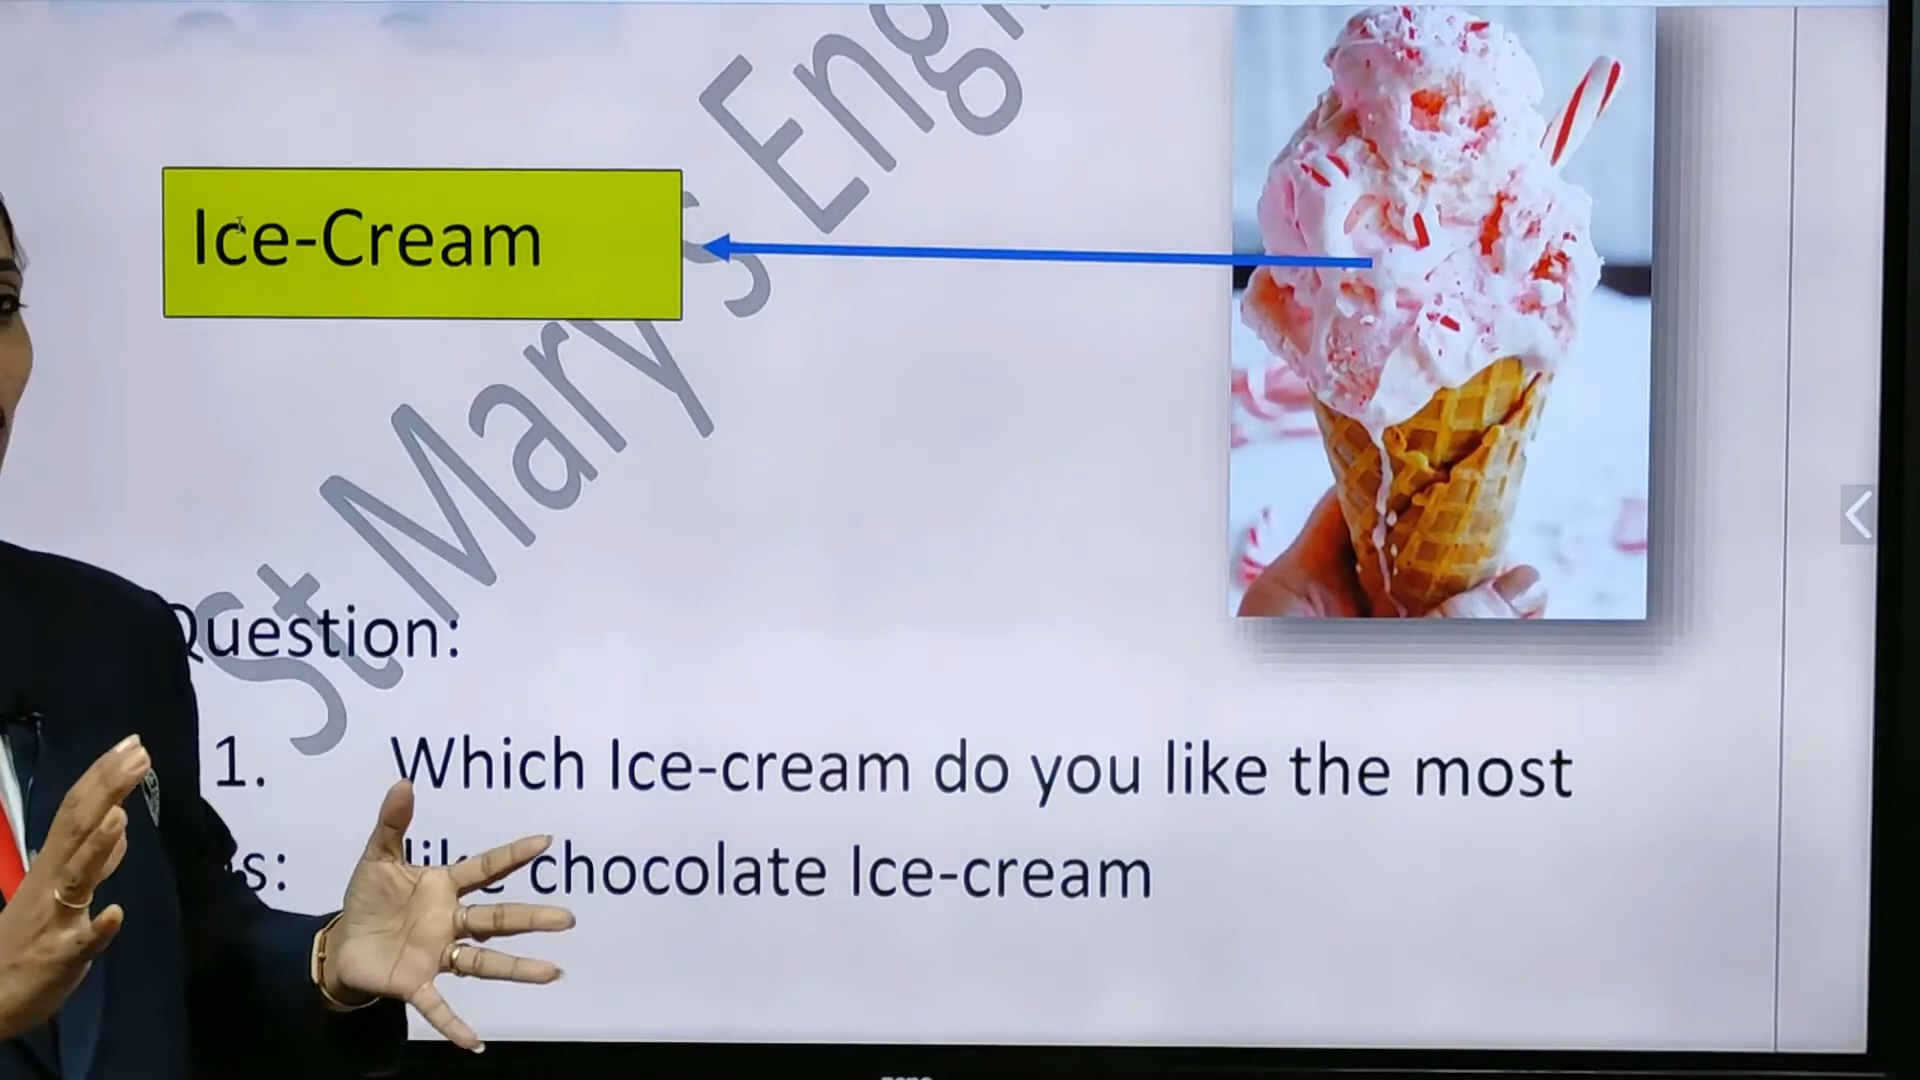 Ice-Cream
St Mary's Eng
Question:
1. Which Ice-cream do you like the most
chocolate Ice-cream